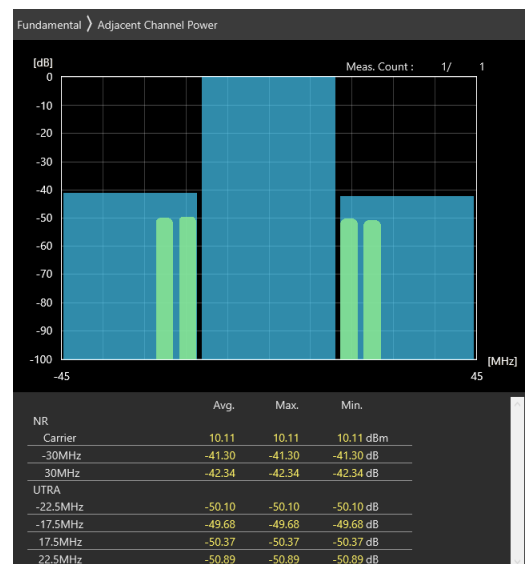 Fundamental 〉 Adjacent Channel Power
[dB]
Meas. Count : 1/ 1
0
-10
-20
-30
-40
-50
-60
-70
-80
-90
-100
[MHz]
-45 45
Avg. Max. Min.
NR
Carrier 10.11 10.11 10.11 dBm
-30MHz -41.30 -41.30 -41.30 dB
30MHz -42.34 -42.34 -42.34 dB
UTRA
-22.5MHz -50.10 -50.10 -50.10 dB
-17.5MHz -49.68 -49.68 -49.68 dB
17.5MHz -50.37 -50.37 -50.37 dB
22.5MHz -50.89 -50.89 -50.89 dB